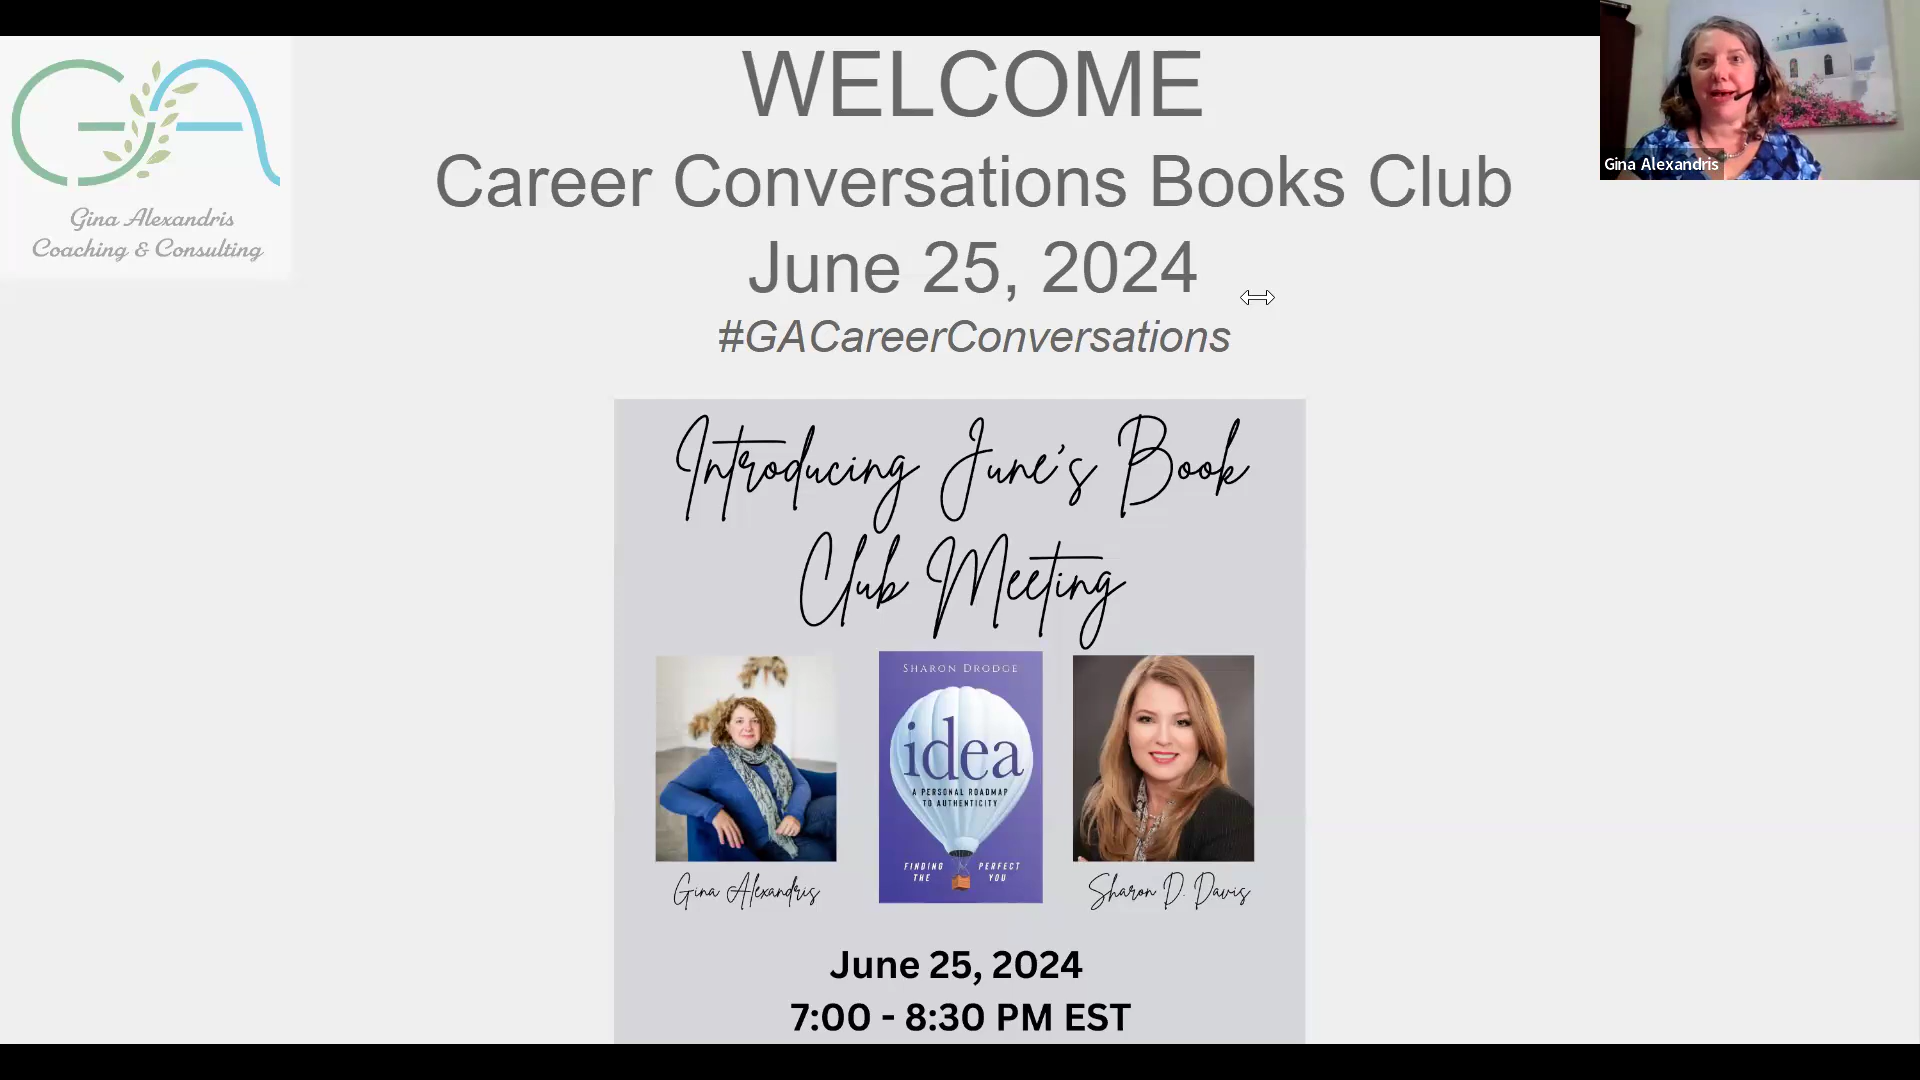 WELCOME
Career Conversations Books Club
June 25, 2024
#GACareerConversations
GA
Gina Alexandris
Coaching & Consulting
Gina Alexandris
Introducing June's Book
Club Meeting
SHARON DRODGE
idea
A PERSONAL ROADMAP
TO AUTHENTICITY
FINDING PERFECT
THE YOU
Gina Alexandris
Sharon D. Davis
June 25, 2024
7:00 - 8:30 PM EST